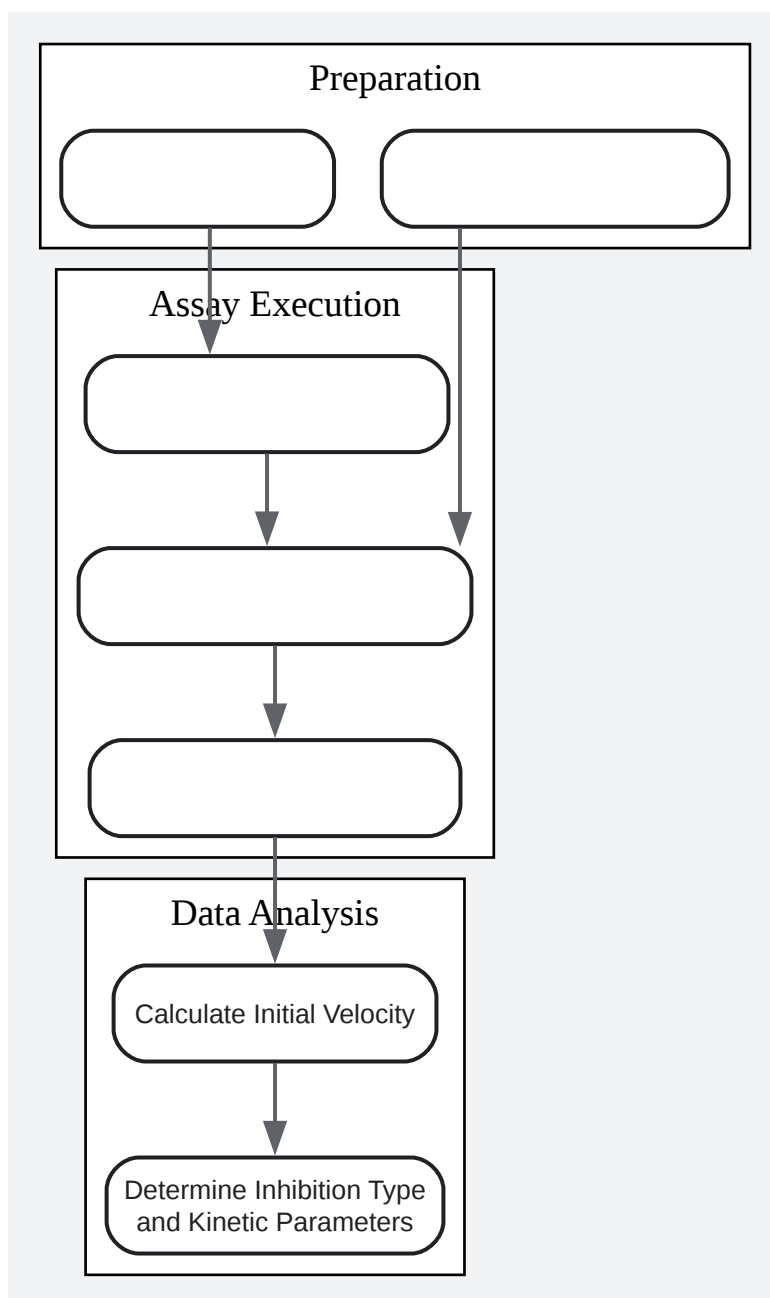 Preparation
Assay Execution
Data Analysis
Calculate Initial Velocity
Determine Inhibition Type
and Kinetic Parameters